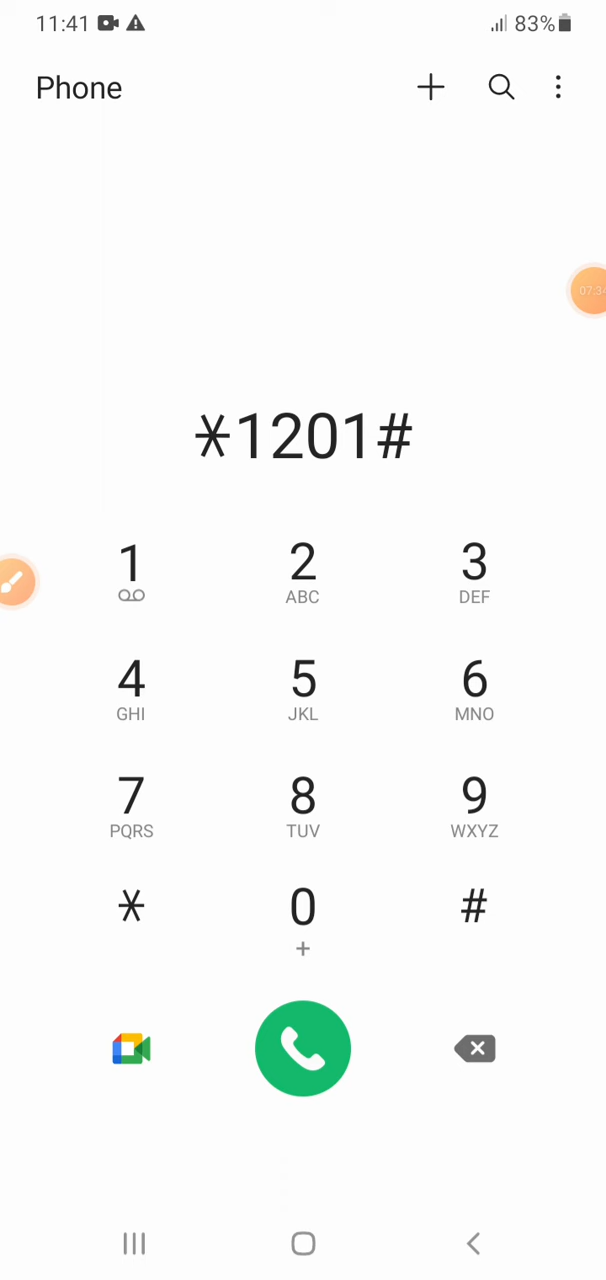 11:41 83%
Phone
*1201#
1 2 3
ABC DEF
4 5 6
GHI JKL MNO
7 8 9
PQRS TUV WXYZ
* 0 #
+